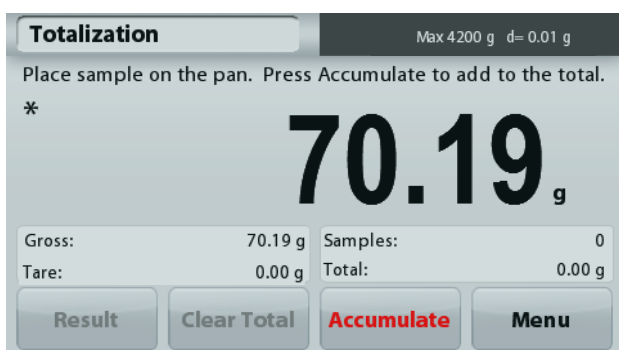 Totalization
Max 4200 g d= 0.01 g
Place sample on the pan. Press Accumulate to add to the total.
*
70.19 g
Gross: 70.19 g Samples: 0
Tare: 0.00 g Total: 0.00 g
Result Clear Total Accumulate Menu